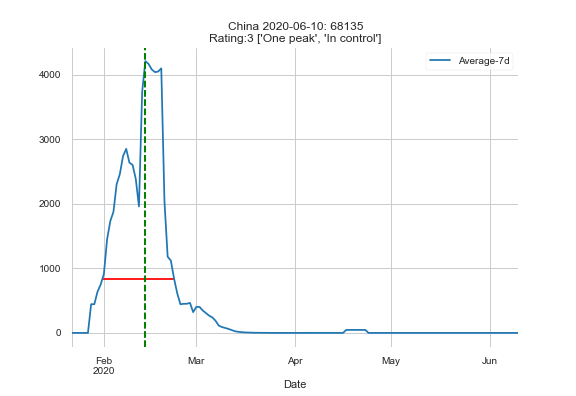 China 2020-06-10: 68135
Rating:3 ['One peak', 'In control']
Average-7d
4000
3000
2000
1000
0
Feb Mar Apr May Jun
2020
Date